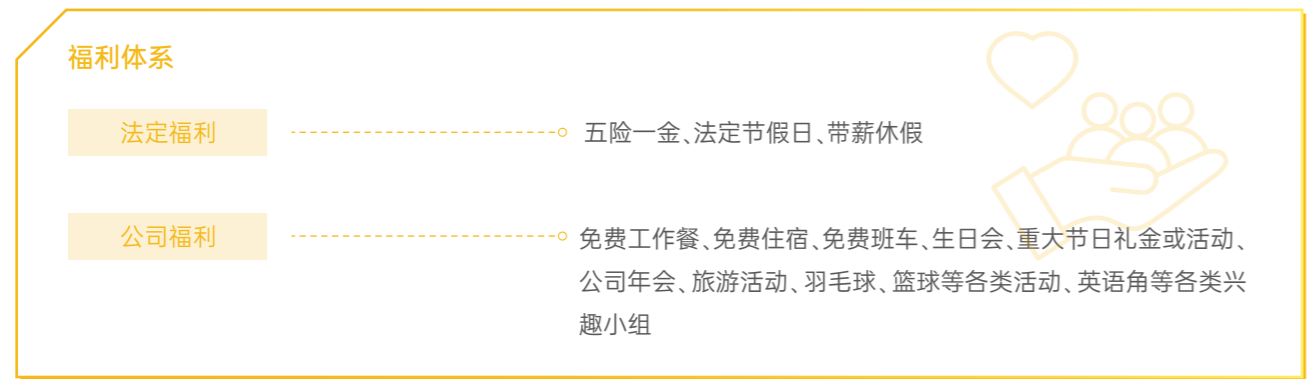 福利体系
法定福利
五险一金、法定节假日、带薪休假
公司福利
免费工作餐、免费住宿、免费班车、生日会、重大节日礼金或活动、
公司年会、旅游活动、羽毛球、篮球等各类活动、英语角等各类兴
趣小组